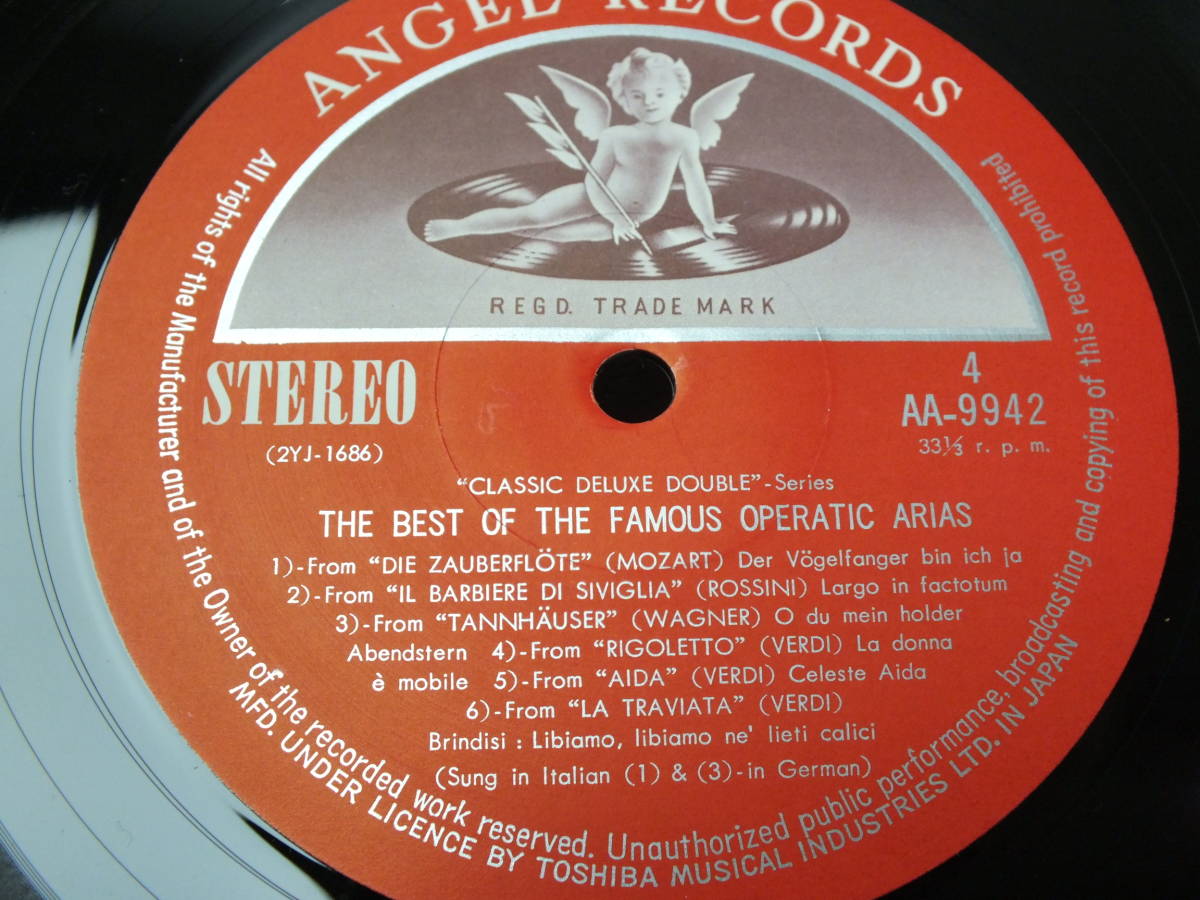 ANGEL RECORDS
REGD. TRADE MARK
STEREO
(2YJ-1686)
4
AA-9942
33⅓ r. p. m.
“CLASSIC DELUXE DOUBLE”-Series
THE BEST OF THE FAMOUS OPERATIC ARIAS
1)-From “DIE ZAUBERFLÖTE” (MOZART) Der Vögelfanger bin ich ja
2)-From “IL BARBIERE DI SIVIGLIA” (ROSSINI) Largo in factotum
3)-From “TANNHÄUSER” (WAGNER) O du mein holder
Abendstern 4)-From “RIGOLETTO” (VERDI) La donna
è mobile 5)-From “AIDA” (VERDI) Celeste Aida
6)-From “LA TRAVIATA” (VERDI)
Brindisi : Libiamo, libiamo ne' lieti calici
(Sung in Italian (1) & (3)-in German)
All rights of the Manufacturer and of the Owner of the recorded work reserved. Unauthorized public performance, broadcasting and copying of this record prohibited
MFD. UNDER LICENCE BY TOSHIBA MUSICAL INDUSTRIES LTD. IN JAPAN